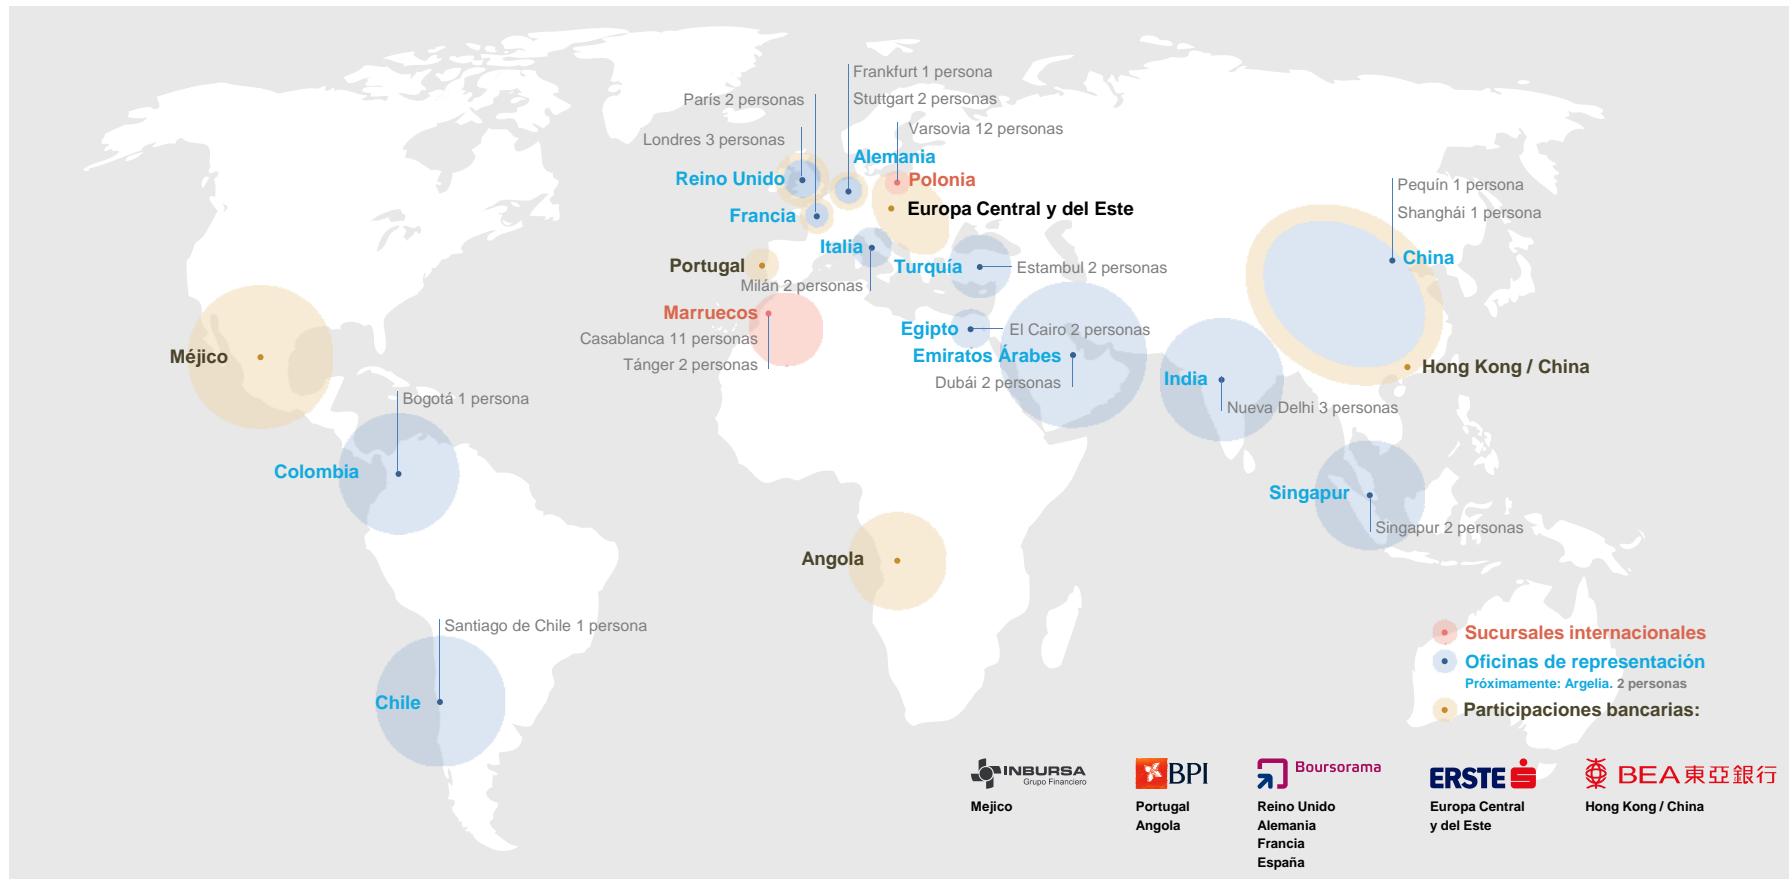 Frankfurt 1 persona
París 2 personas
Stuttgart 2 personas
Londres 3 personas
Varsovia 12 personas
Alemania
Reino Unido
Polonia
Francia
Europa Central y del Este
Pequín 1 persona
Shanghái 1 persona
China
Italia
Portugal
Turquía
Estambul 2 personas
Milán 2 personas
Marruecos
Casablanca 11 personas
Tánger 2 personas
Egipto
El Cairo 2 personas
Emiratos Árabes
Dubái 2 personas
Méjico
Hong Kong / China
India
Nueva Delhi 3 personas
Bogotá 1 persona
Colombia
Singapur
Singapur 2 personas
Angola
Santiago de Chile 1 persona
Chile
Sucursales internacionales
Oficinas de representación
Próximamente: Argelia. 2 personas
Participaciones bancarias:
INBURSA
Grupo Financiero
Mejico
BPI
Portugal
Angola
Boursorama
Reino Unido
Alemania
Francia
España
ERSTE
Europa Central
y del Este
BEA東亞銀行
Hong Kong / China